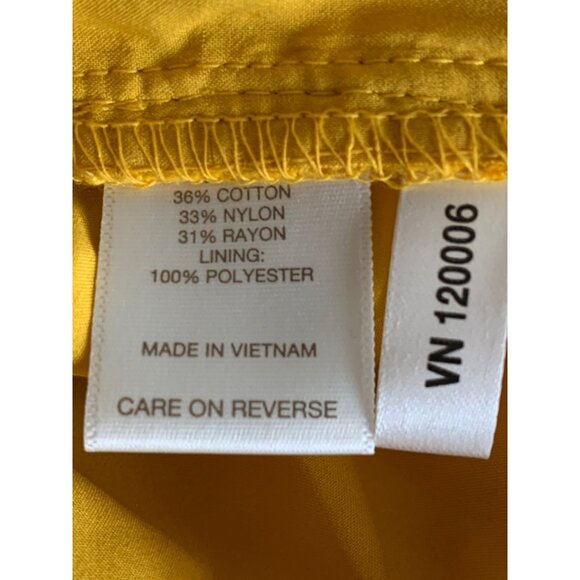 36% COTTON
33% NYLON
31% RAYON
LINING:
100% POLYESTER
MADE IN VIETNAM
CARE ON REVERSE
VN 120006